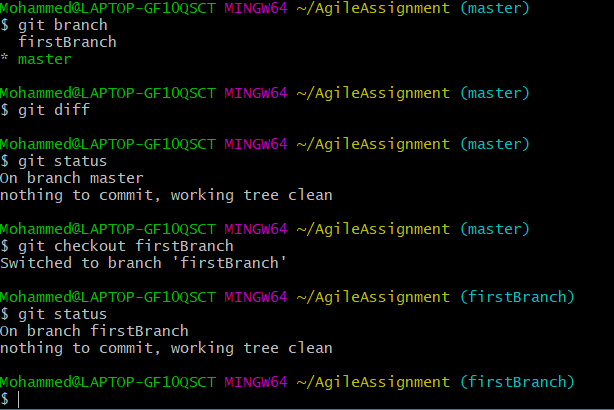 Mohammed@LAPTOP-GF10QSCT MINGW64 ~/AgileAssignment (master)
$ git branch
  firstBranch
* master
Mohammed@LAPTOP-GF10QSCT MINGW64 ~/AgileAssignment (master)
$ git diff
Mohammed@LAPTOP-GF10QSCT MINGW64 ~/AgileAssignment (master)
$ git status
On branch master
nothing to commit, working tree clean
Mohammed@LAPTOP-GF10QSCT MINGW64 ~/AgileAssignment (master)
$ git checkout firstBranch
Switched to branch 'firstBranch'
Mohammed@LAPTOP-GF10QSCT MINGW64 ~/AgileAssignment (firstBranch)
$ git status
On branch firstBranch
nothing to commit, working tree clean
Mohammed@LAPTOP-GF10QSCT MINGW64 ~/AgileAssignment (firstBranch)
$